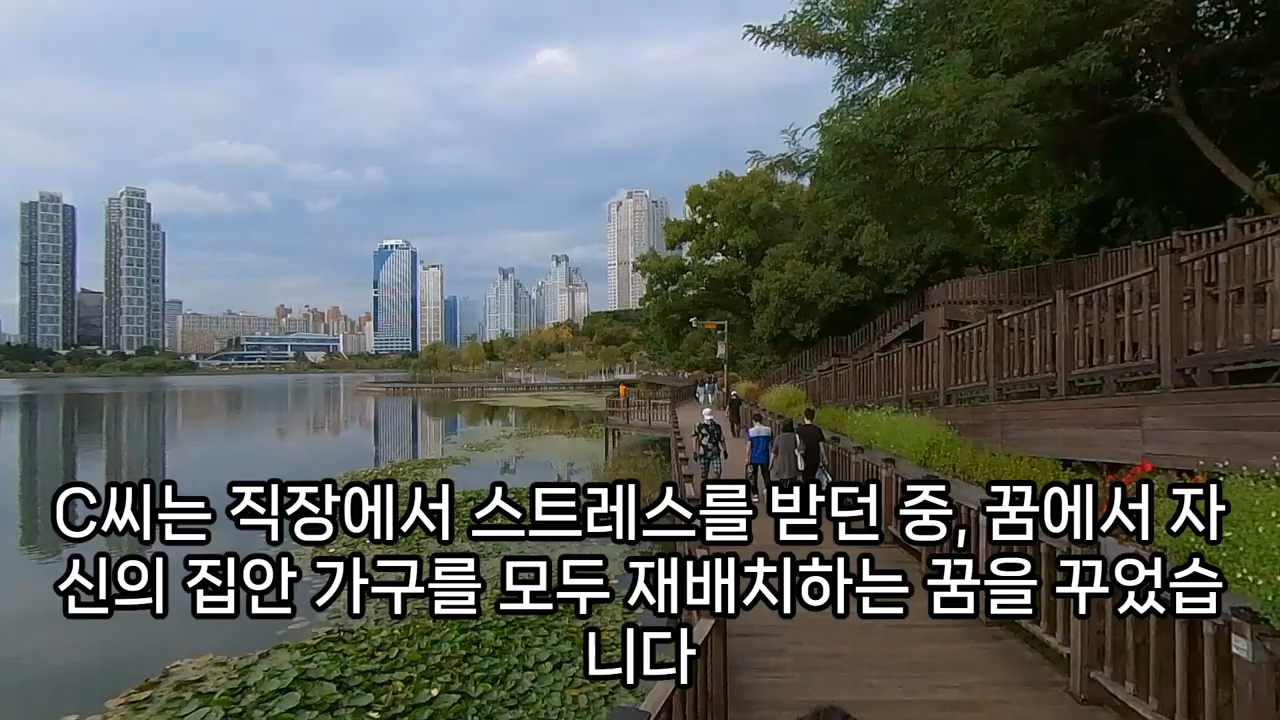 C씨는 직장에서 스트레스를 받던 중, 꿈에서 자
신의 집안 가구를 모두 재배치하는 꿈을 꾸었습
니다